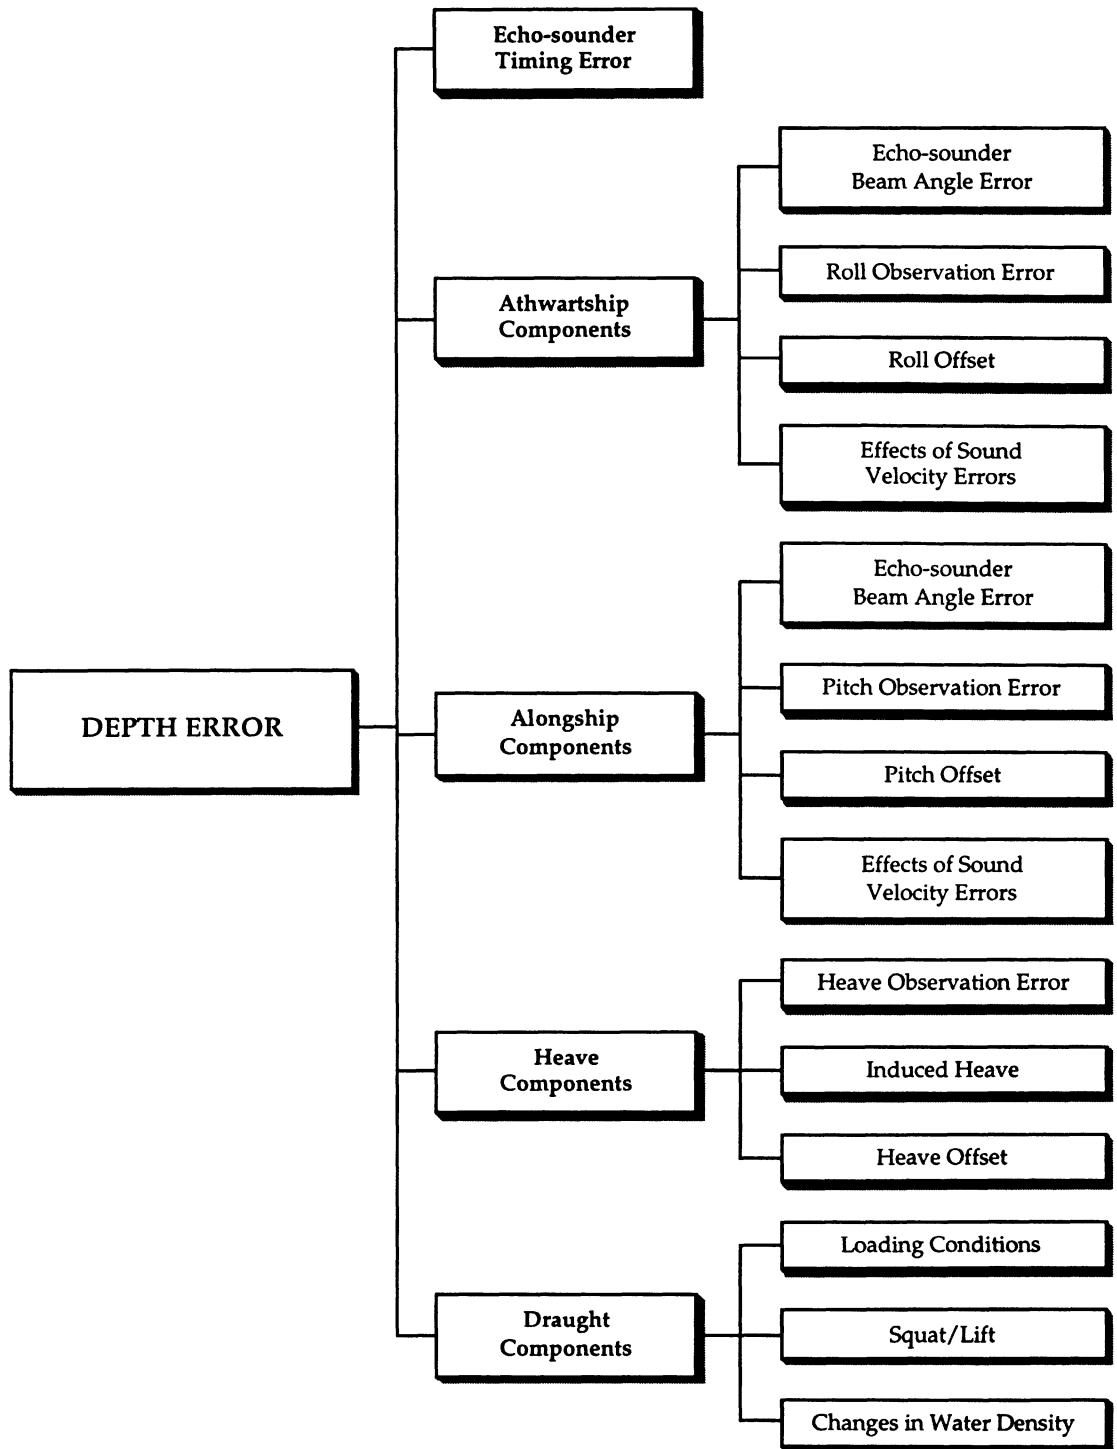 Echo-sounder
Timing Error
Echo-sounder
Beam Angle Error
Roll Observation Error
Athwartship
Components
Roll Offset
Effects of Sound
Velocity Errors
Echo-sounder
Beam Angle Error
Pitch Observation Error
DEPTH ERROR
Alongship
Components
Pitch Offset
Effects of Sound
Velocity Errors
Heave Observation Error
Heave
Components
Induced Heave
Heave Offset
Loading Conditions
Draught
Components
Squat/Lift
Changes in Water Density